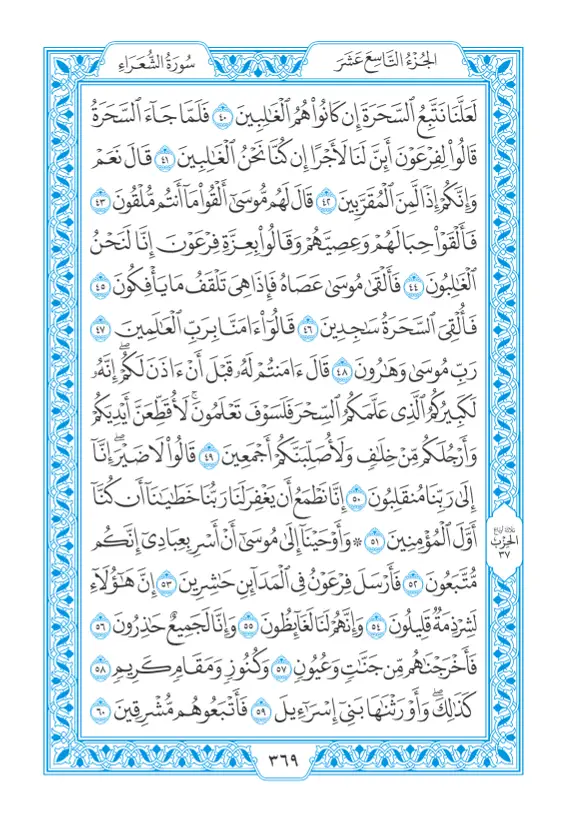 الجُزْءُ التَّاسِعَ عَشَرَ
سُورَةُ الشُّعَرَاءِ
لَعَلَّنَا نَتَّبِعُ ٱلسَّحَرَةَ إِن كَانُوا۟ هُمُ ٱلْغَـٰلِبِينَ ٤٠ فَلَمَّا جَآءَ ٱلسَّحَرَةُ
قَالُوا۟ لِفِرْعَوْنَ أَئِنَّ لَنَا لَأَجْرًا إِن كُنَّا نَحْنُ ٱلْغَـٰلِبِينَ ٤١ قَالَ نَعَمْ
وَإِنَّكُمْ إِذًا لَّمِنَ ٱلْمُقَرَّبِينَ ٤٢ قَالَ لَهُم مُّوسَىٰٓ أَلْقُوا۟ مَآ أَنتُم مُّلْقُونَ ٤٣
فَأَلْقَوْا۟ حِبَالَهُمْ وَعِصِيَّهُمْ وَقَالُوا۟ بِعِزَّةِ فِرْعَوْنَ إِنَّا لَنَحْنُ
ٱلْغَـٰلِبُونَ ٤٤ فَأَلْقَىٰ مُوسَىٰ عَصَاهُ فَإِذَا هِىَ تَلْقَفُ مَا يَأْفِكُونَ ٤٥
فَأُلْقِىَ ٱلسَّحَرَةُ سَـٰجِدِينَ ٤٦ قَالُوٓا۟ ءَامَنَّا بِرَبِّ ٱلْعَـٰلَمِينَ ٤٧
رَبِّ مُوسَىٰ وَهَـٰرُونَ ٤٨ قَالَ ءَامَنتُمْ لَهُۥ قَبْلَ أَنْ ءَاذَنَ لَكُمْ ۖ إِنَّهُۥ
لَكَبِيرُكُمُ ٱلَّذِى عَلَّمَكُمُ ٱلسِّحْرَ فَلَسَوْفَ تَعْلَمُونَ ۚ لَأُقَطِّعَنَّ أَيْدِيَكُمْ
وَأَرْجُلَكُم مِّنْ خِلَـٰفٍ وَلَأُصَلِّبَنَّكُمْ أَجْمَعِينَ ٤٩ قَالُوا۟ لَا ضَيْرَ ۖ إِنَّآ
إِلَىٰ رَبِّنَا مُنقَلِبُونَ ٥٠ إِنَّا نَطْمَعُ أَن يَغْفِرَ لَنَا رَبُّنَا خَطَـٰيَـٰنَآ أَن كُنَّآ
أَوَّلَ ٱلْمُؤْمِنِينَ ٥١ ۞ وَأَوْحَيْنَآ إِلَىٰ مُوسَىٰٓ أَنْ أَسْرِ بِعِبَادِىٓ إِنَّكُم
مُّتَّبَعُونَ ٥٢ فَأَرْسَلَ فِرْعَوْنُ فِى ٱلْمَدَآئِنِ حَـٰشِرِينَ ٥٣ إِنَّ هَـٰٓؤُلَآءِ
لَشِرْذِمَةٌ قَلِيلُونَ ٥٤ وَإِنَّهُمْ لَنَا لَغَآئِظُونَ ٥٥ وَإِنَّا لَجَمِيعٌ حَـٰذِرُونَ ٥٦
فَأَخْرَجْنَـٰهُم مِّن جَنَّـٰتٍ وَعُيُونٍ ٥٧ وَكُنُوزٍ وَمَقَامٍ كَرِيمٍ ٥٨
كَذَٰلِكَ ۖ وَأَوْرَثْنَـٰهَا بَنِىٓ إِسْرَٰٓءِيلَ ٥٩ فَأَتْبَعُوهُم مُّشْرِقِينَ ٦٠
ثلاثة أرباع
الحزب
٣٧
٣٦٩